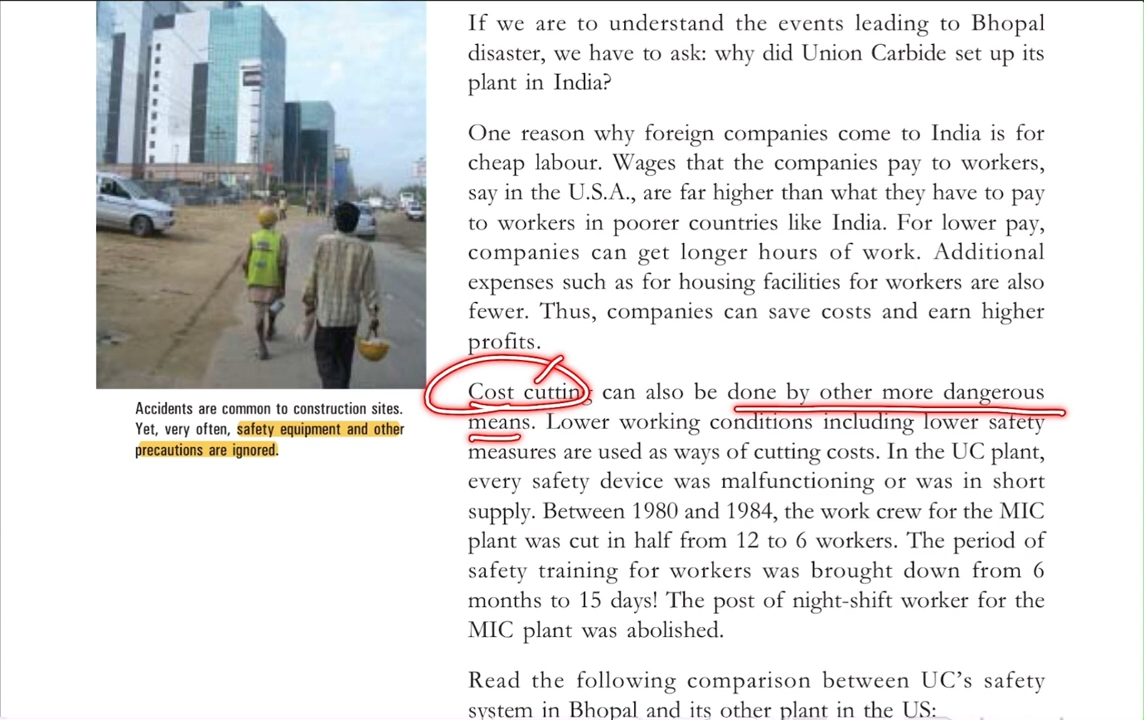 If we are to understand the events leading to Bhopal
disaster, we have to ask: why did Union Carbide set up its
plant in India?
One reason why foreign companies come to India is for
cheap labour. Wages that the companies pay to workers,
say in the U.S.A., are far higher than what they have to pay
to workers in poorer countries like India. For lower pay,
companies can get longer hours of work. Additional
expenses such as for housing facilities for workers are also
fewer. Thus, companies can save costs and earn higher
profits.
Cost cutting can also be done by other more dangerous
means. Lower working conditions including lower safety
measures are used as ways of cutting costs. In the UC plant,
every safety device was malfunctioning or was in short
supply. Between 1980 and 1984, the work crew for the MIC
plant was cut in half from 12 to 6 workers. The period of
safety training for workers was brought down from 6
months to 15 days! The post of night-shift worker for the
MIC plant was abolished.
Read the following comparison between UC's safety
system in Bhopal and its other plant in the US:
Accidents are common to construction sites.
Yet, very often, safety equipment and other
precautions are ignored.